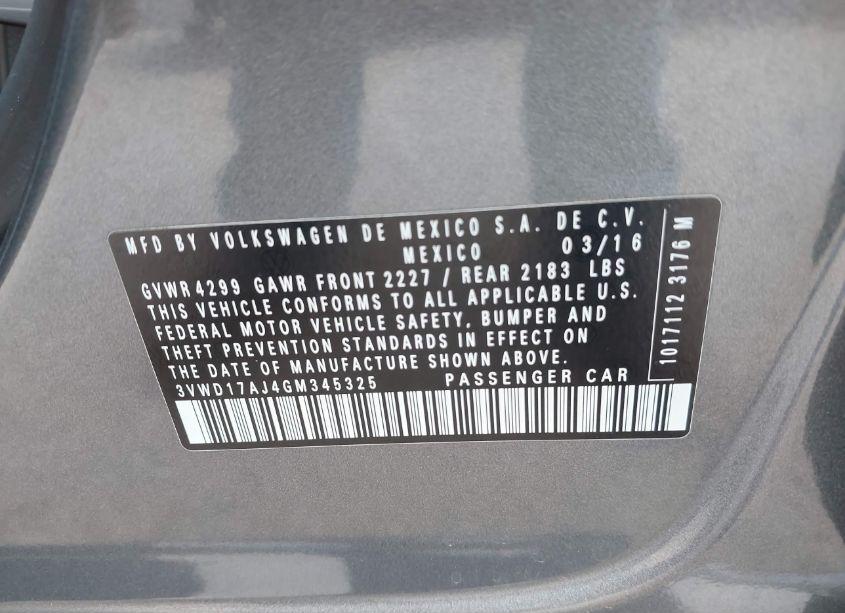 MFD BY VOLKSWAGEN DE MEXICO S.A. DE C.V.
MEXICO 03/16
GVWR 4299 GAWR FRONT 2227 / REAR 2183 LBS
THIS VEHICLE CONFORMS TO ALL APPLICABLE U.S.
FEDERAL MOTOR VEHICLE SAFETY, BUMPER AND
THEFT PREVENTION STANDARDS IN EFFECT ON
THE DATE OF MANUFACTURE SHOWN ABOVE.
3VWD17AJ4GM345325 PASSENGER CAR
1017112 3176 M